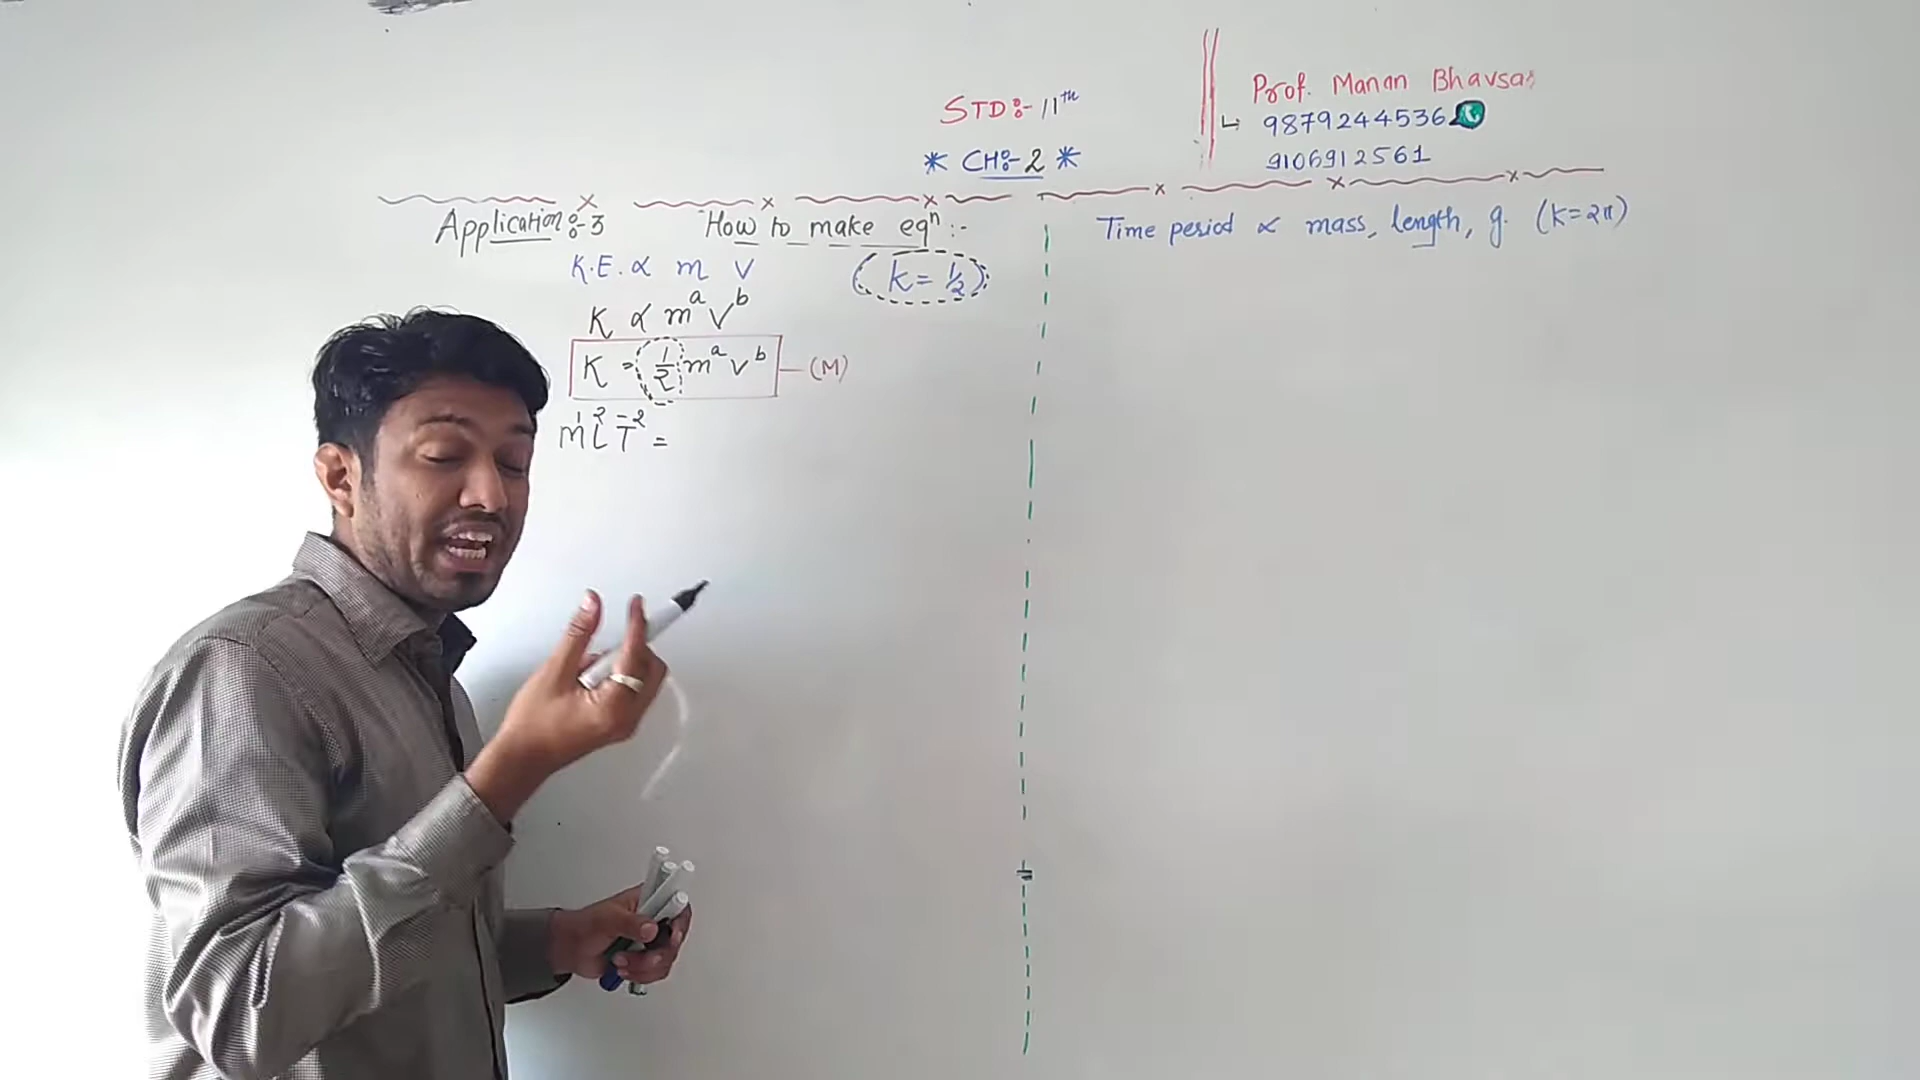 STD:- 11th
* CH:- 2 *
Prof. Manan Bhavsar
↳ 9879244536
9106912561
Application:-3 How to make eqn:-
K.E. ∝ m v (k = 1/2)
K ∝ m^a v^b
K = 1/2 m^a v^b — (M)
M^1 L^2 T^-2 =
Time period ∝ mass, length, g. (k=2π)